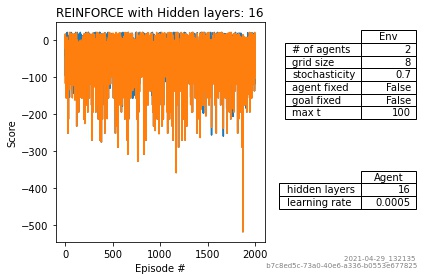 REINFORCE with Hidden layers: 16
0
−100
−200
−300
−400
−500
Score
0
500
1000
1500
2000
Episode #
Env
# of agents 2
grid size 8
stochasticity 0.7
agent fixed False
goal fixed False
max t 100
Agent
hidden layers 16
learning rate 0.0005
2021-04-29_132135
b7c8ed5c-73a0-40e6-a336-b0553e677825